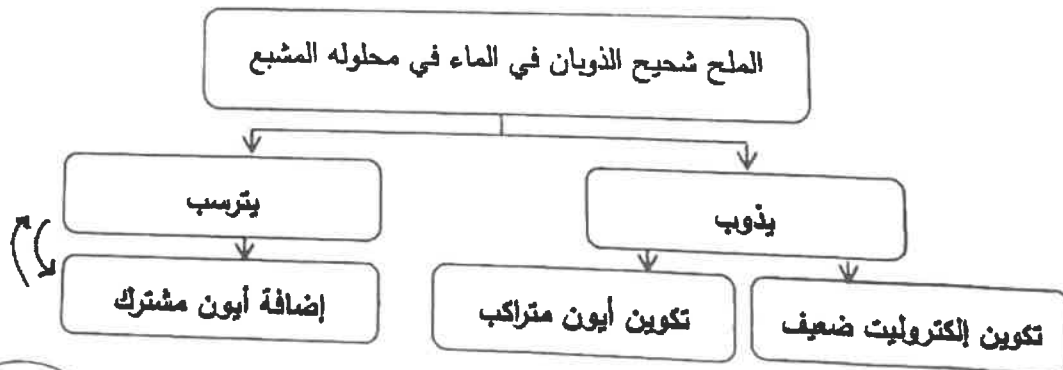 الملح شحيح الذوبان في الماء في محلوله المشبع
يذوب
يترسب
تكوين إلكتروليت ضعيف
تكوين أيون متراكب
إضافة أيون مشترك